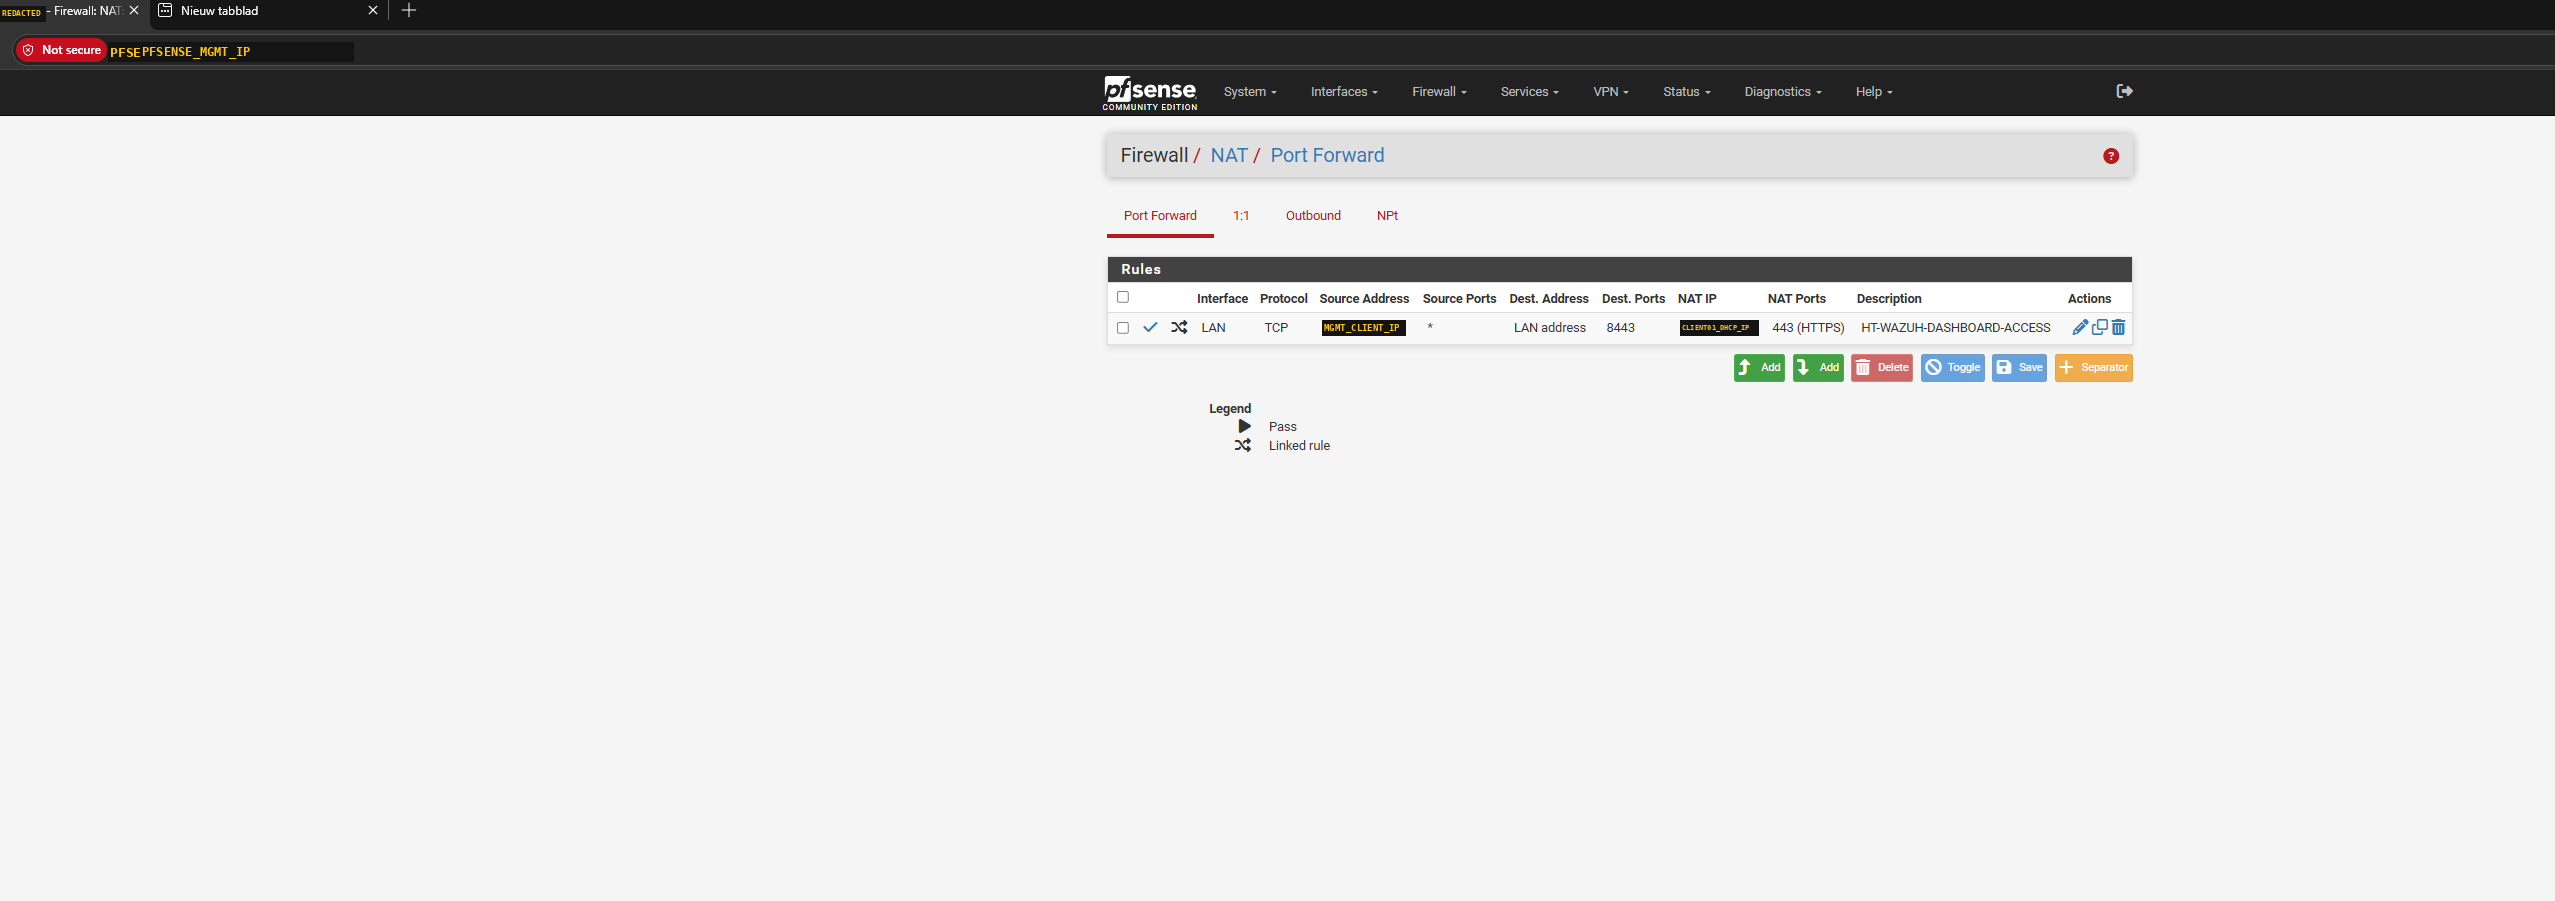 REDACTED - Firewall: NAT: Nieuw tabblad
Not secure PFSEPFSENSE_MGMT_IP
pfsense COMMUNITY EDITION System Interfaces Firewall Services VPN Status Diagnostics Help
Firewall / NAT / Port Forward
Port Forward 1:1 Outbound NPt
Rules
Interface Protocol Source Address Source Ports Dest. Address Dest. Ports NAT IP NAT Ports Description Actions
LAN TCP MGMT_CLIENT_IP * LAN address 8443 CLIENT01_DHCP_IP 443 (HTTPS) HT-WAZUH-DASHBOARD-ACCESS
Add Add Delete Toggle Save Separator
Legend
Pass
Linked rule